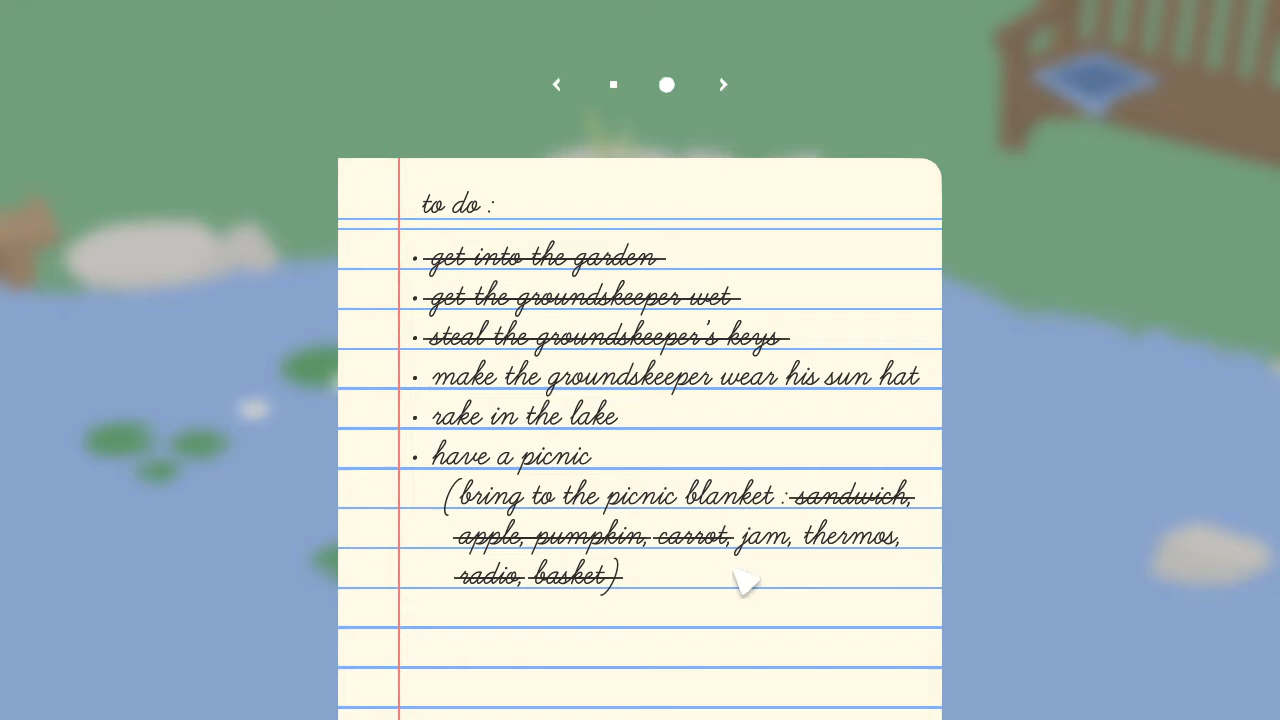 to do :
• get into the garden
• get the groundskeeper wet
• steal the groundskeeper's keys
• make the groundskeeper wear his sun hat
• rake in the lake
• have a picnic
(bring to the picnic blanket : sandwich,
apple, pumpkin, carrot, jam, thermos,
radio, basket)